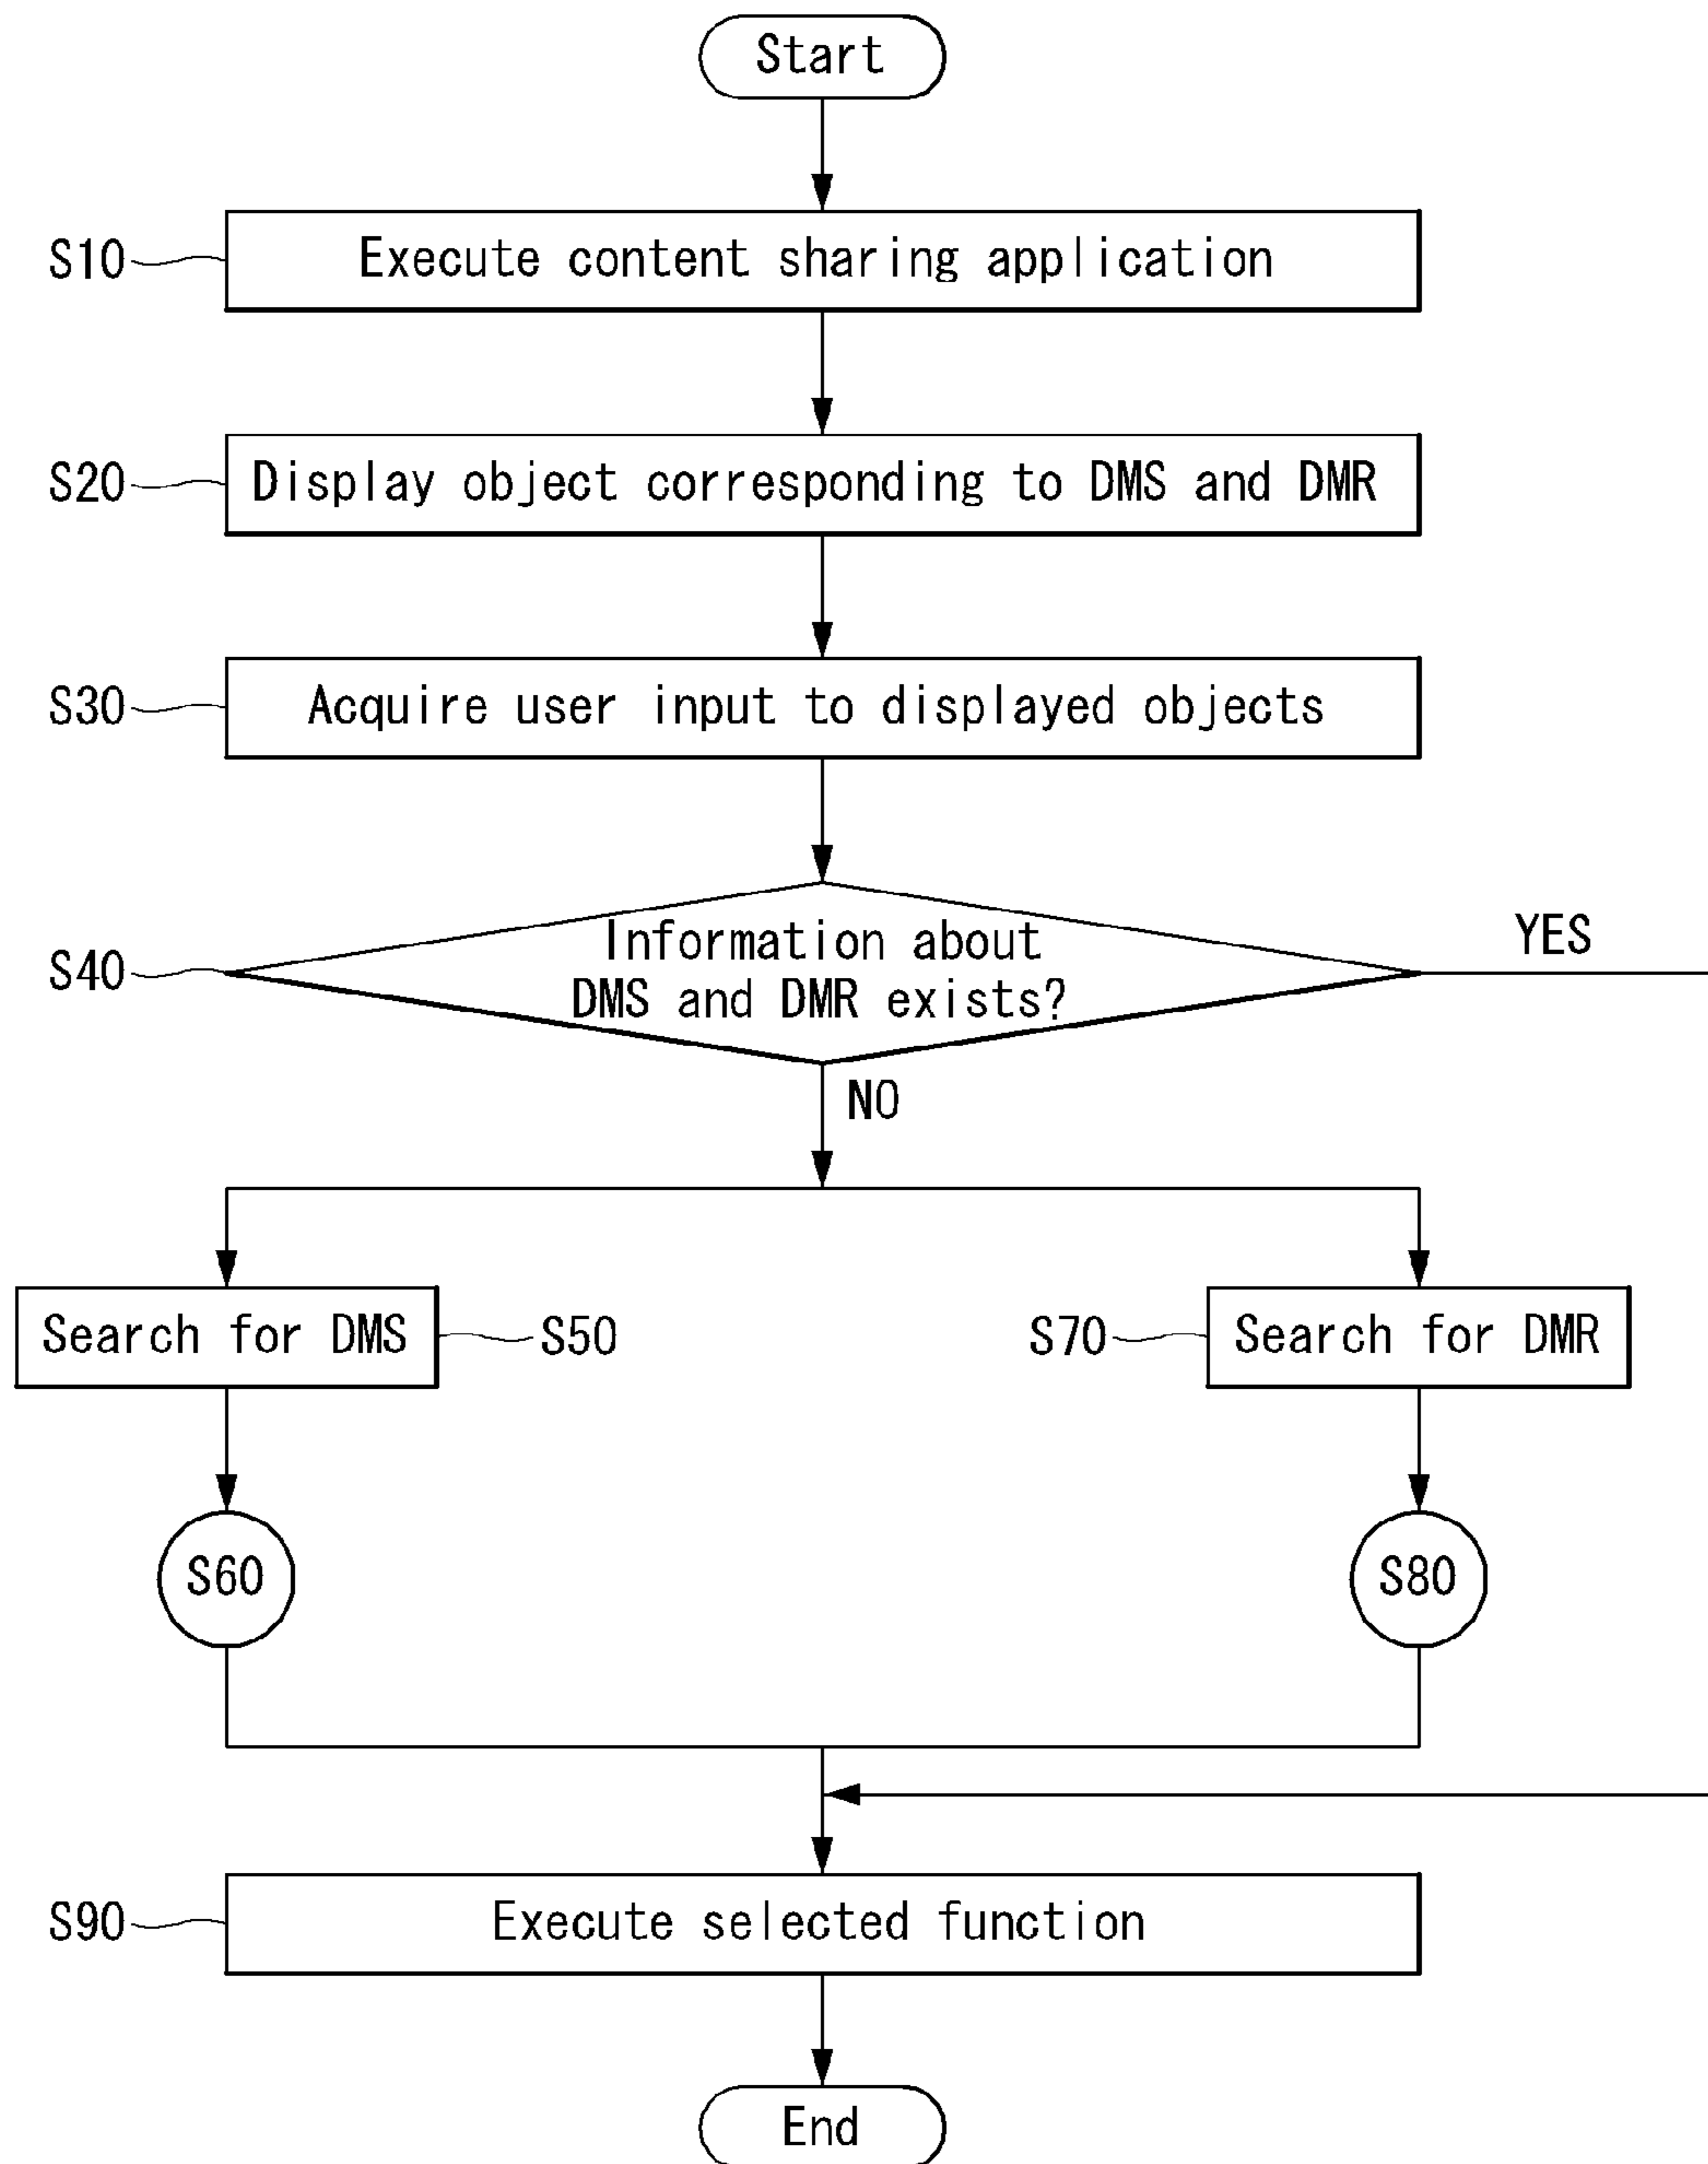 Start
S10
Execute content sharing application
S20
Display object corresponding to DMS and DMR
S30
Acquire user input to displayed objects
S40
Information about
DMS and DMR exists?
YES
NO
Search for DMS
S50
S70
Search for DMR
S60
S80
S90
Execute selected function
End